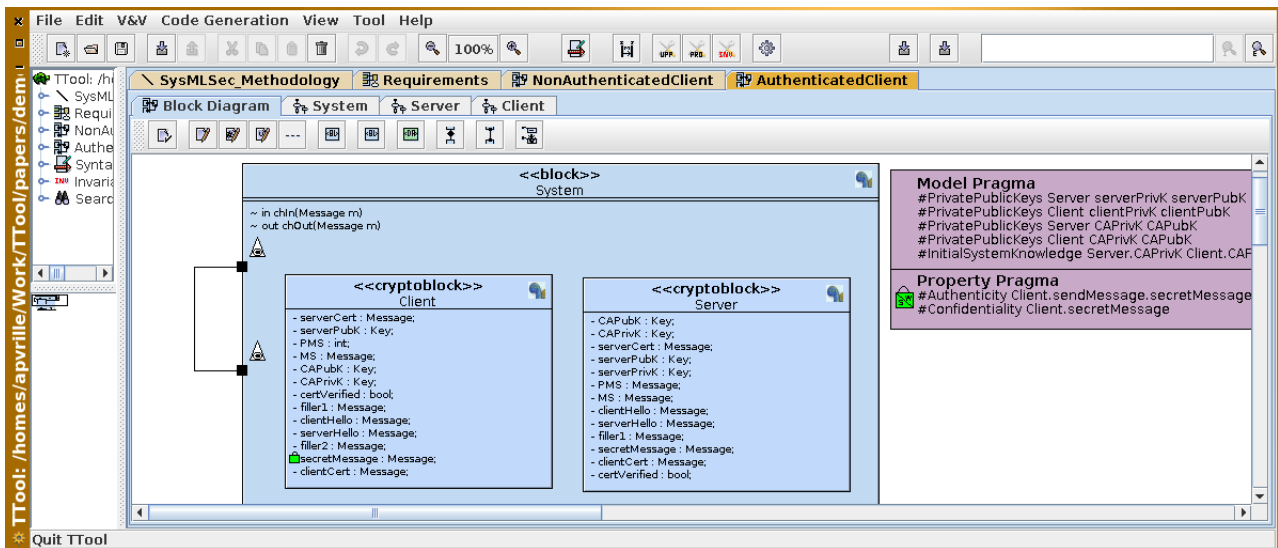 File Edit V&V Code Generation View Tool Help
100%
UPP. PRO. INV.
TTool: /h
SysML
Requi
NonAu
Authe
Synta
INV Invaria
Searc
SysMLSec_Methodology Requirements NonAuthenticatedClient AuthenticatedClient
Block Diagram System Server Client
<<block>>
System
~ in chIn(Message m)
~ out chOut(Message m)
<<cryptoblock>>
Client
- serverCert : Message;
- serverPubK : Key;
- PMS : int;
- MS : Message;
- CAPubK : Key;
- CAPrivK : Key;
- certVerified : bool;
- filler1 : Message;
- clientHello : Message;
- serverHello : Message;
- filler2 : Message;
secretMessage : Message;
- clientCert : Message;
<<cryptoblock>>
Server
- CAPubK : Key;
- CAPrivK : Key;
- serverCert : Message;
- serverPubK : Key;
- serverPrivK : Key;
- PMS : Message;
- MS : Message;
- clientHello : Message;
- serverHello : Message;
- filler1 : Message;
- secretMessage : Message;
- clientCert : Message;
- certVerified : bool;
Model Pragma
#PrivatePublicKeys Server serverPrivK serverPubK
#PrivatePublicKeys Client clientPrivK clientPubK
#PrivatePublicKeys Server CAPrivK CAPubK
#PrivatePublicKeys Client CAPrivK CAPubK
#InitialSystemKnowledge Server.CAPrivK Client.CAP
Property Pragma
#Authenticity Client.sendMessage.secretMessage
#Confidentiality Client.secretMessage
TTool: /homes/apvrille/Work/TTool/papers/dem
Quit TTool